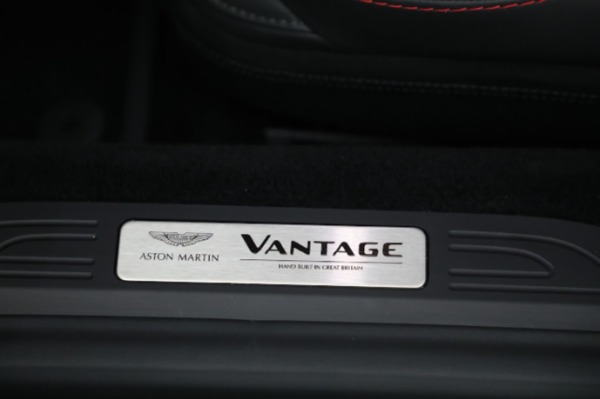 VANTAGE
ASTON MARTIN
HAND BUILT IN GREAT BRITAIN